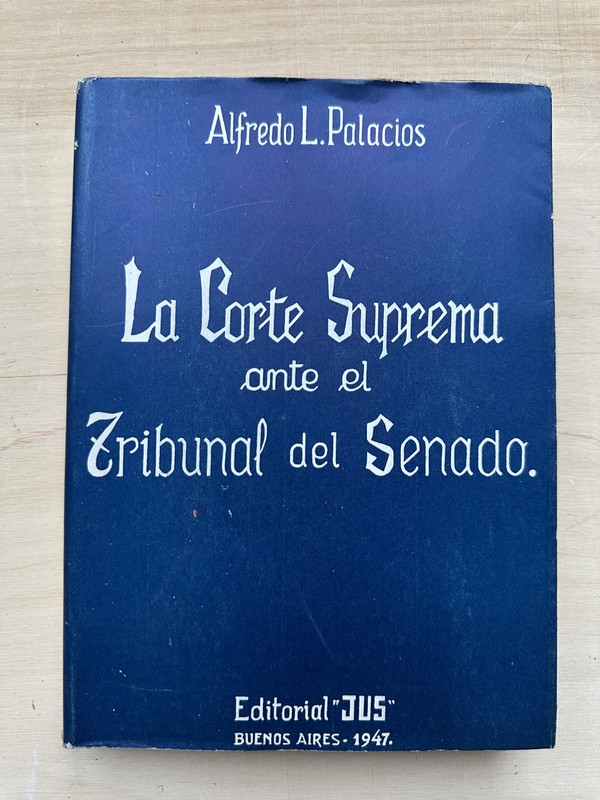 Alfredo L. Palacios
La Corte Suprema
ante el
Tribunal del Senado.
Editorial "JUS"
BUENOS AIRES - 1947.